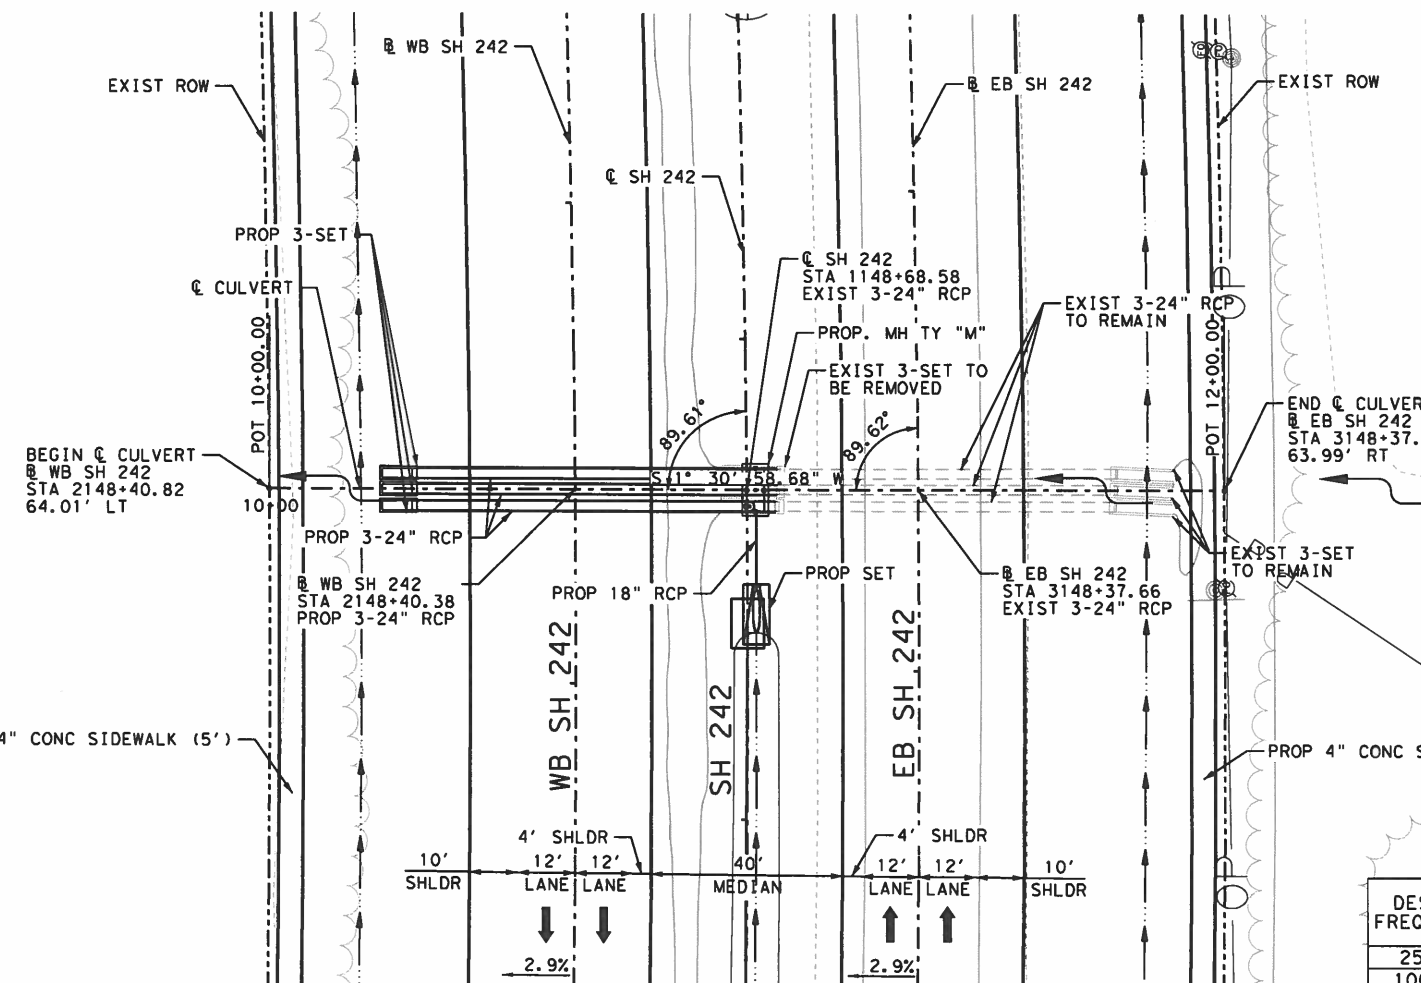 ℄ WB SH 242
EXIST ROW
℄ EB SH 242
EXIST ROW
℄ SH 242
PROP 3-SET
℄ CULVERT
℄ SH 242
STA 1148+68.58
EXIST 3-24" RCP
EXIST 3-24" RCP
TO REMAIN
PROP. MH TY "M"
EXIST 3-SET TO
BE REMOVED
POT 10+00.00
POT 12+00.00
89.61°
89.62°
BEGIN ℄ CULVERT
℄ WB SH 242
STA 2148+40.82
64.01' LT
END ℄ CULVER
℄ EB SH 242
STA 3148+37.
63.99' RT
10+00
S 1° 30' 58.68" W
PROP 3-24" RCP
℄ WB SH 242
STA 2148+40.38
PROP 3-24" RCP
PROP 18" RCP
PROP SET
℄ EB SH 242
STA 3148+37.66
EXIST 3-24" RCP
EXIST 3-SET
TO REMAIN
WB SH 242
SH 242
EB SH 242
4" CONC SIDEWALK (5')
PROP 4" CONC S
4' SHLDR
4' SHLDR
10'
SHLDR
12'
LANE
12'
LANE
40'
MEDIAN
12'
LANE
12'
LANE
10'
SHLDR
2.9%
2.9%
DES
FREQ
25
100